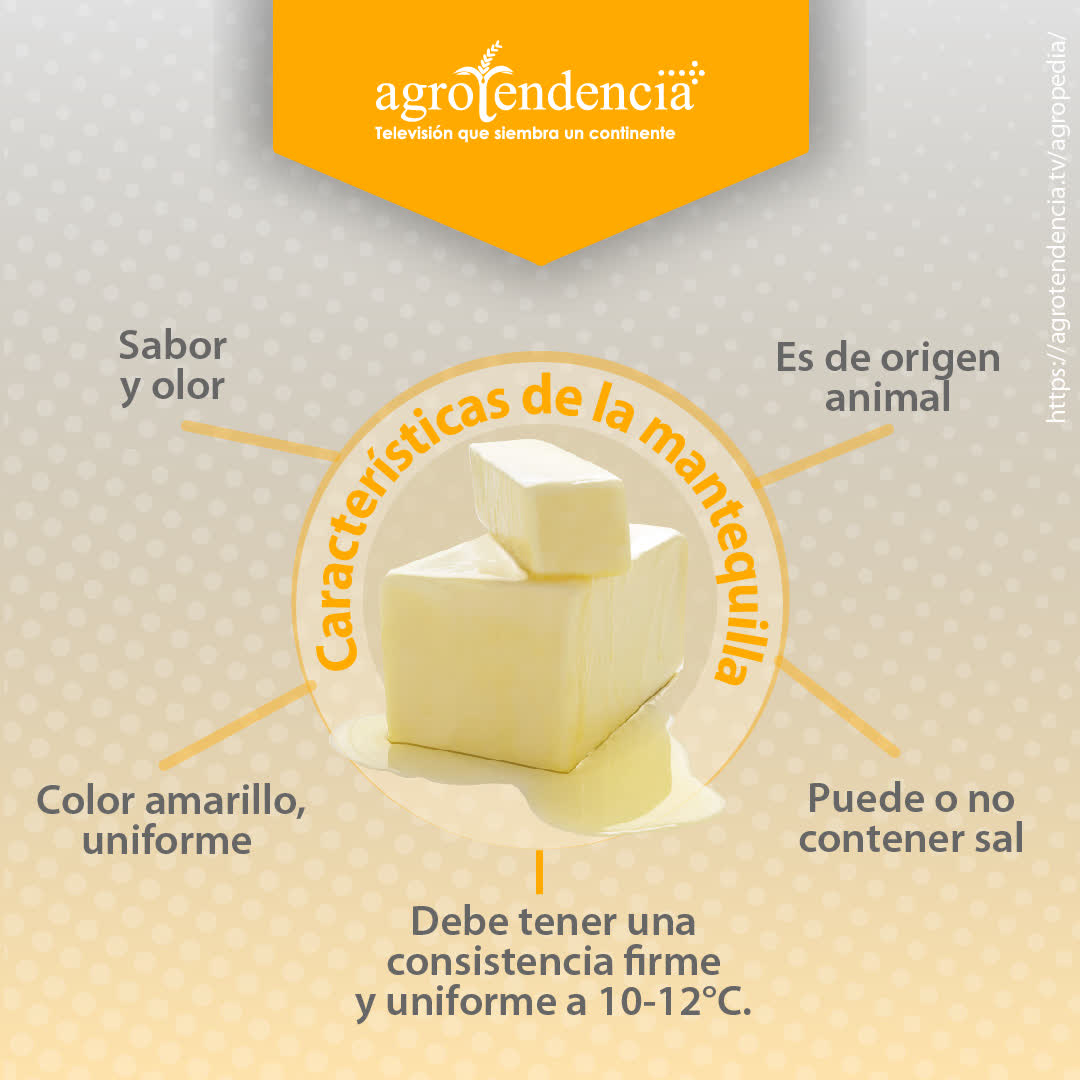 agrotendencia
Televisión que siembra un continente
https://agrotendencia.tv/agropedia/
Sabor
y olor
Es de origen
animal
Características de la mantequilla
Color amarillo,
uniforme
Puede o no
contener sal
Debe tener una
consistencia firme
y uniforme a 10-12°C.